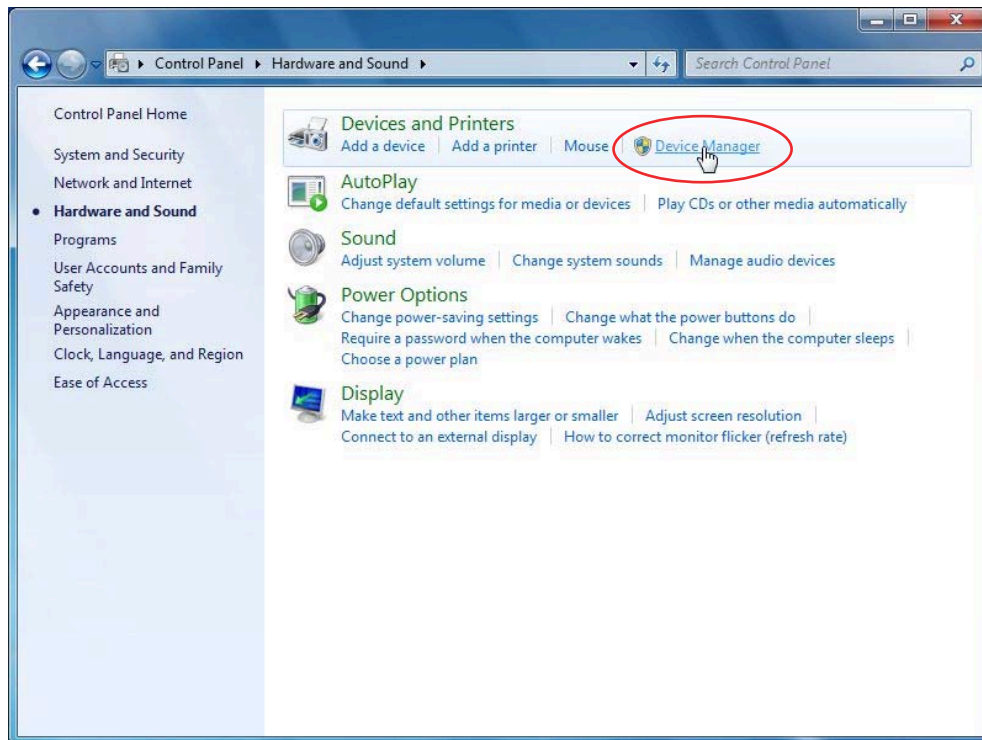 Control Panel Hardware and Sound
Search Control Panel
Control Panel Home
System and Security
Network and Internet
Hardware and Sound
Programs
User Accounts and Family
Safety
Appearance and
Personalization
Clock, Language, and Region
Ease of Access
Devices and Printers
Add a device Add a printer Mouse Device Manager
AutoPlay
Change default settings for media or devices Play CDs or other media automatically
Sound
Adjust system volume Change system sounds Manage audio devices
Power Options
Change power-saving settings Change what the power buttons do
Require a password when the computer wakes Change when the computer sleeps
Choose a power plan
Display
Make text and other items larger or smaller Adjust screen resolution
Connect to an external display How to correct monitor flicker (refresh rate)